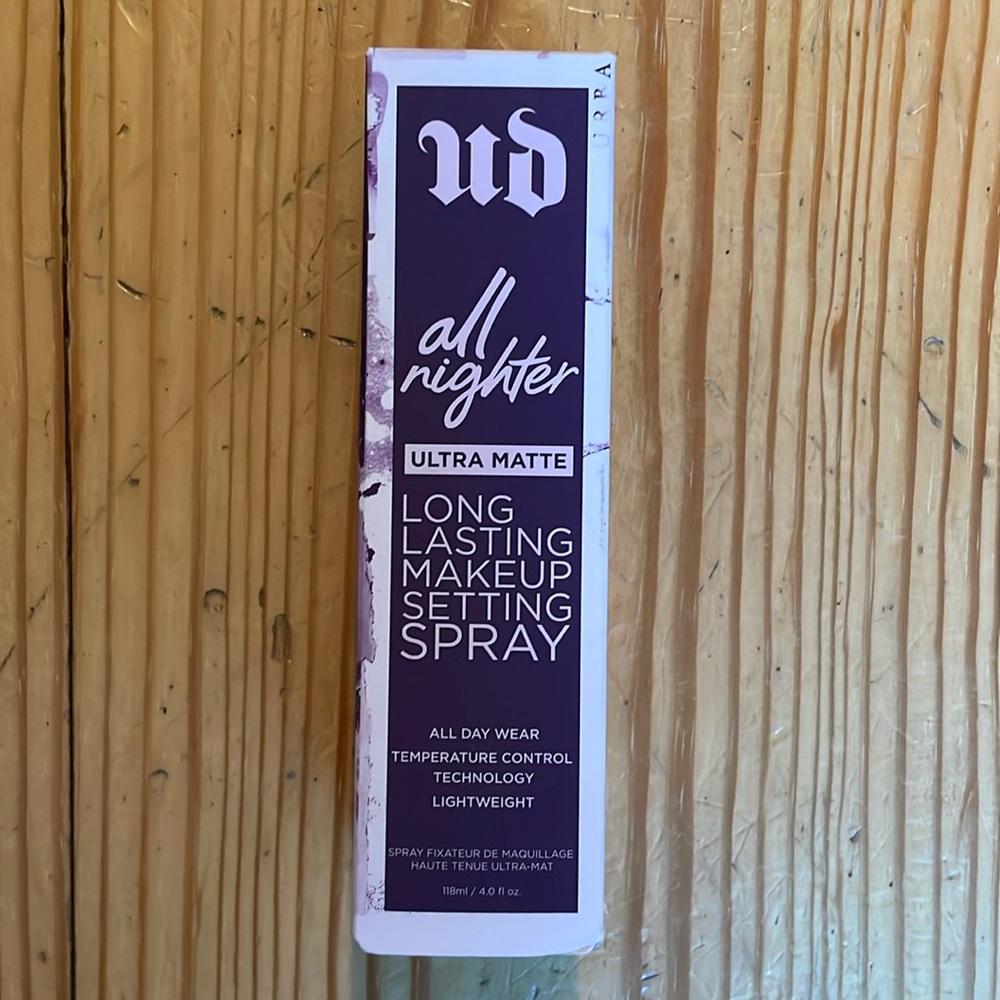 UD
all
nighter
ULTRA MATTE
LONG
LASTING
MAKEUP
SETTING
SPRAY
ALL DAY WEAR
TEMPERATURE CONTROL
TECHNOLOGY
LIGHTWEIGHT
SPRAY FIXATEUR DE MAQUILLAGE
HAUTE TENUE ULTRA-MAT
118ml / 4.0 fl oz.
URBA